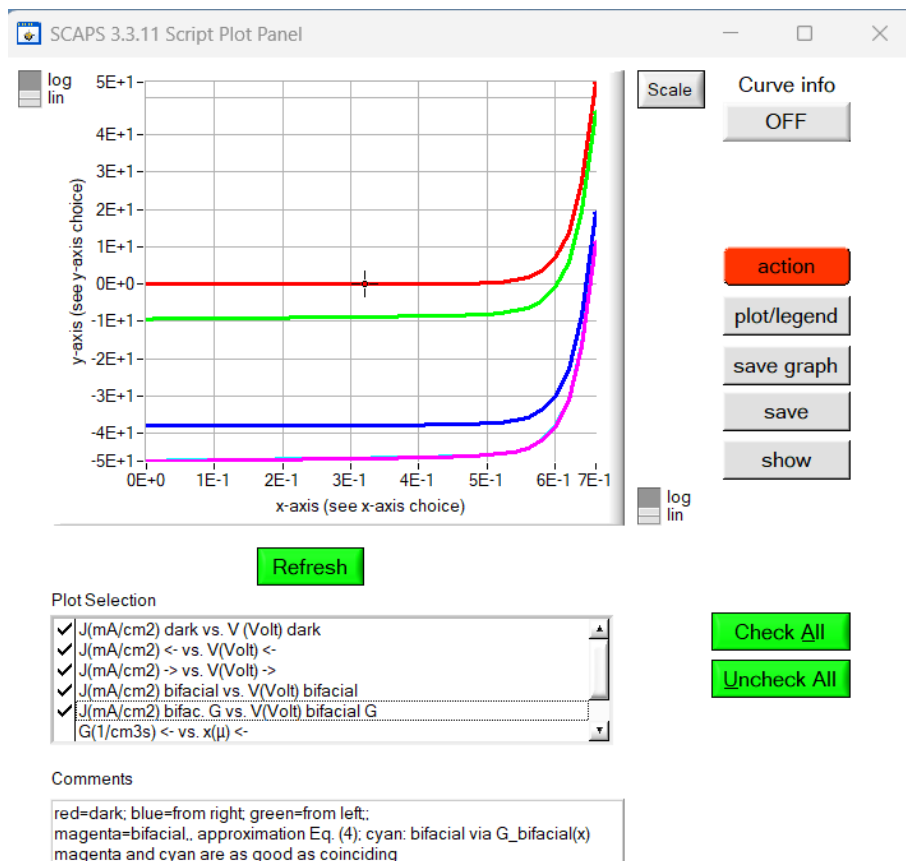 SCAPS 3.3.11 Script Plot Panel
log
lin
5E+1
4E+1
3E+1
2E+1
1E+1
0E+0
-1E+1
-2E+1
-3E+1
-4E+1
-5E+1
y-axis (see y-axis choice)
0E+0 1E-1 2E-1 3E-1 4E-1 5E-1 6E-1 7E-1
x-axis (see x-axis choice)
Scale
log
lin
Curve info
OFF
action
plot/legend
save graph
save
show
Refresh
Plot Selection
J(mA/cm2) dark vs. V (Volt) dark
J(mA/cm2) <- vs. V(Volt) <-
J(mA/cm2) -> vs. V(Volt) ->
J(mA/cm2) bifacial vs. V(Volt) bifacial
J(mA/cm2) bifac. G vs. V(Volt) bifacial G
G(1/cm3s) <- vs. x(µ) <-
Check All
Uncheck All
Comments
red=dark; blue=from right; green=from left;;
magenta=bifacial,, approximation Eq. (4); cyan: bifacial via G_bifacial(x)
magenta and cyan are as good as coinciding